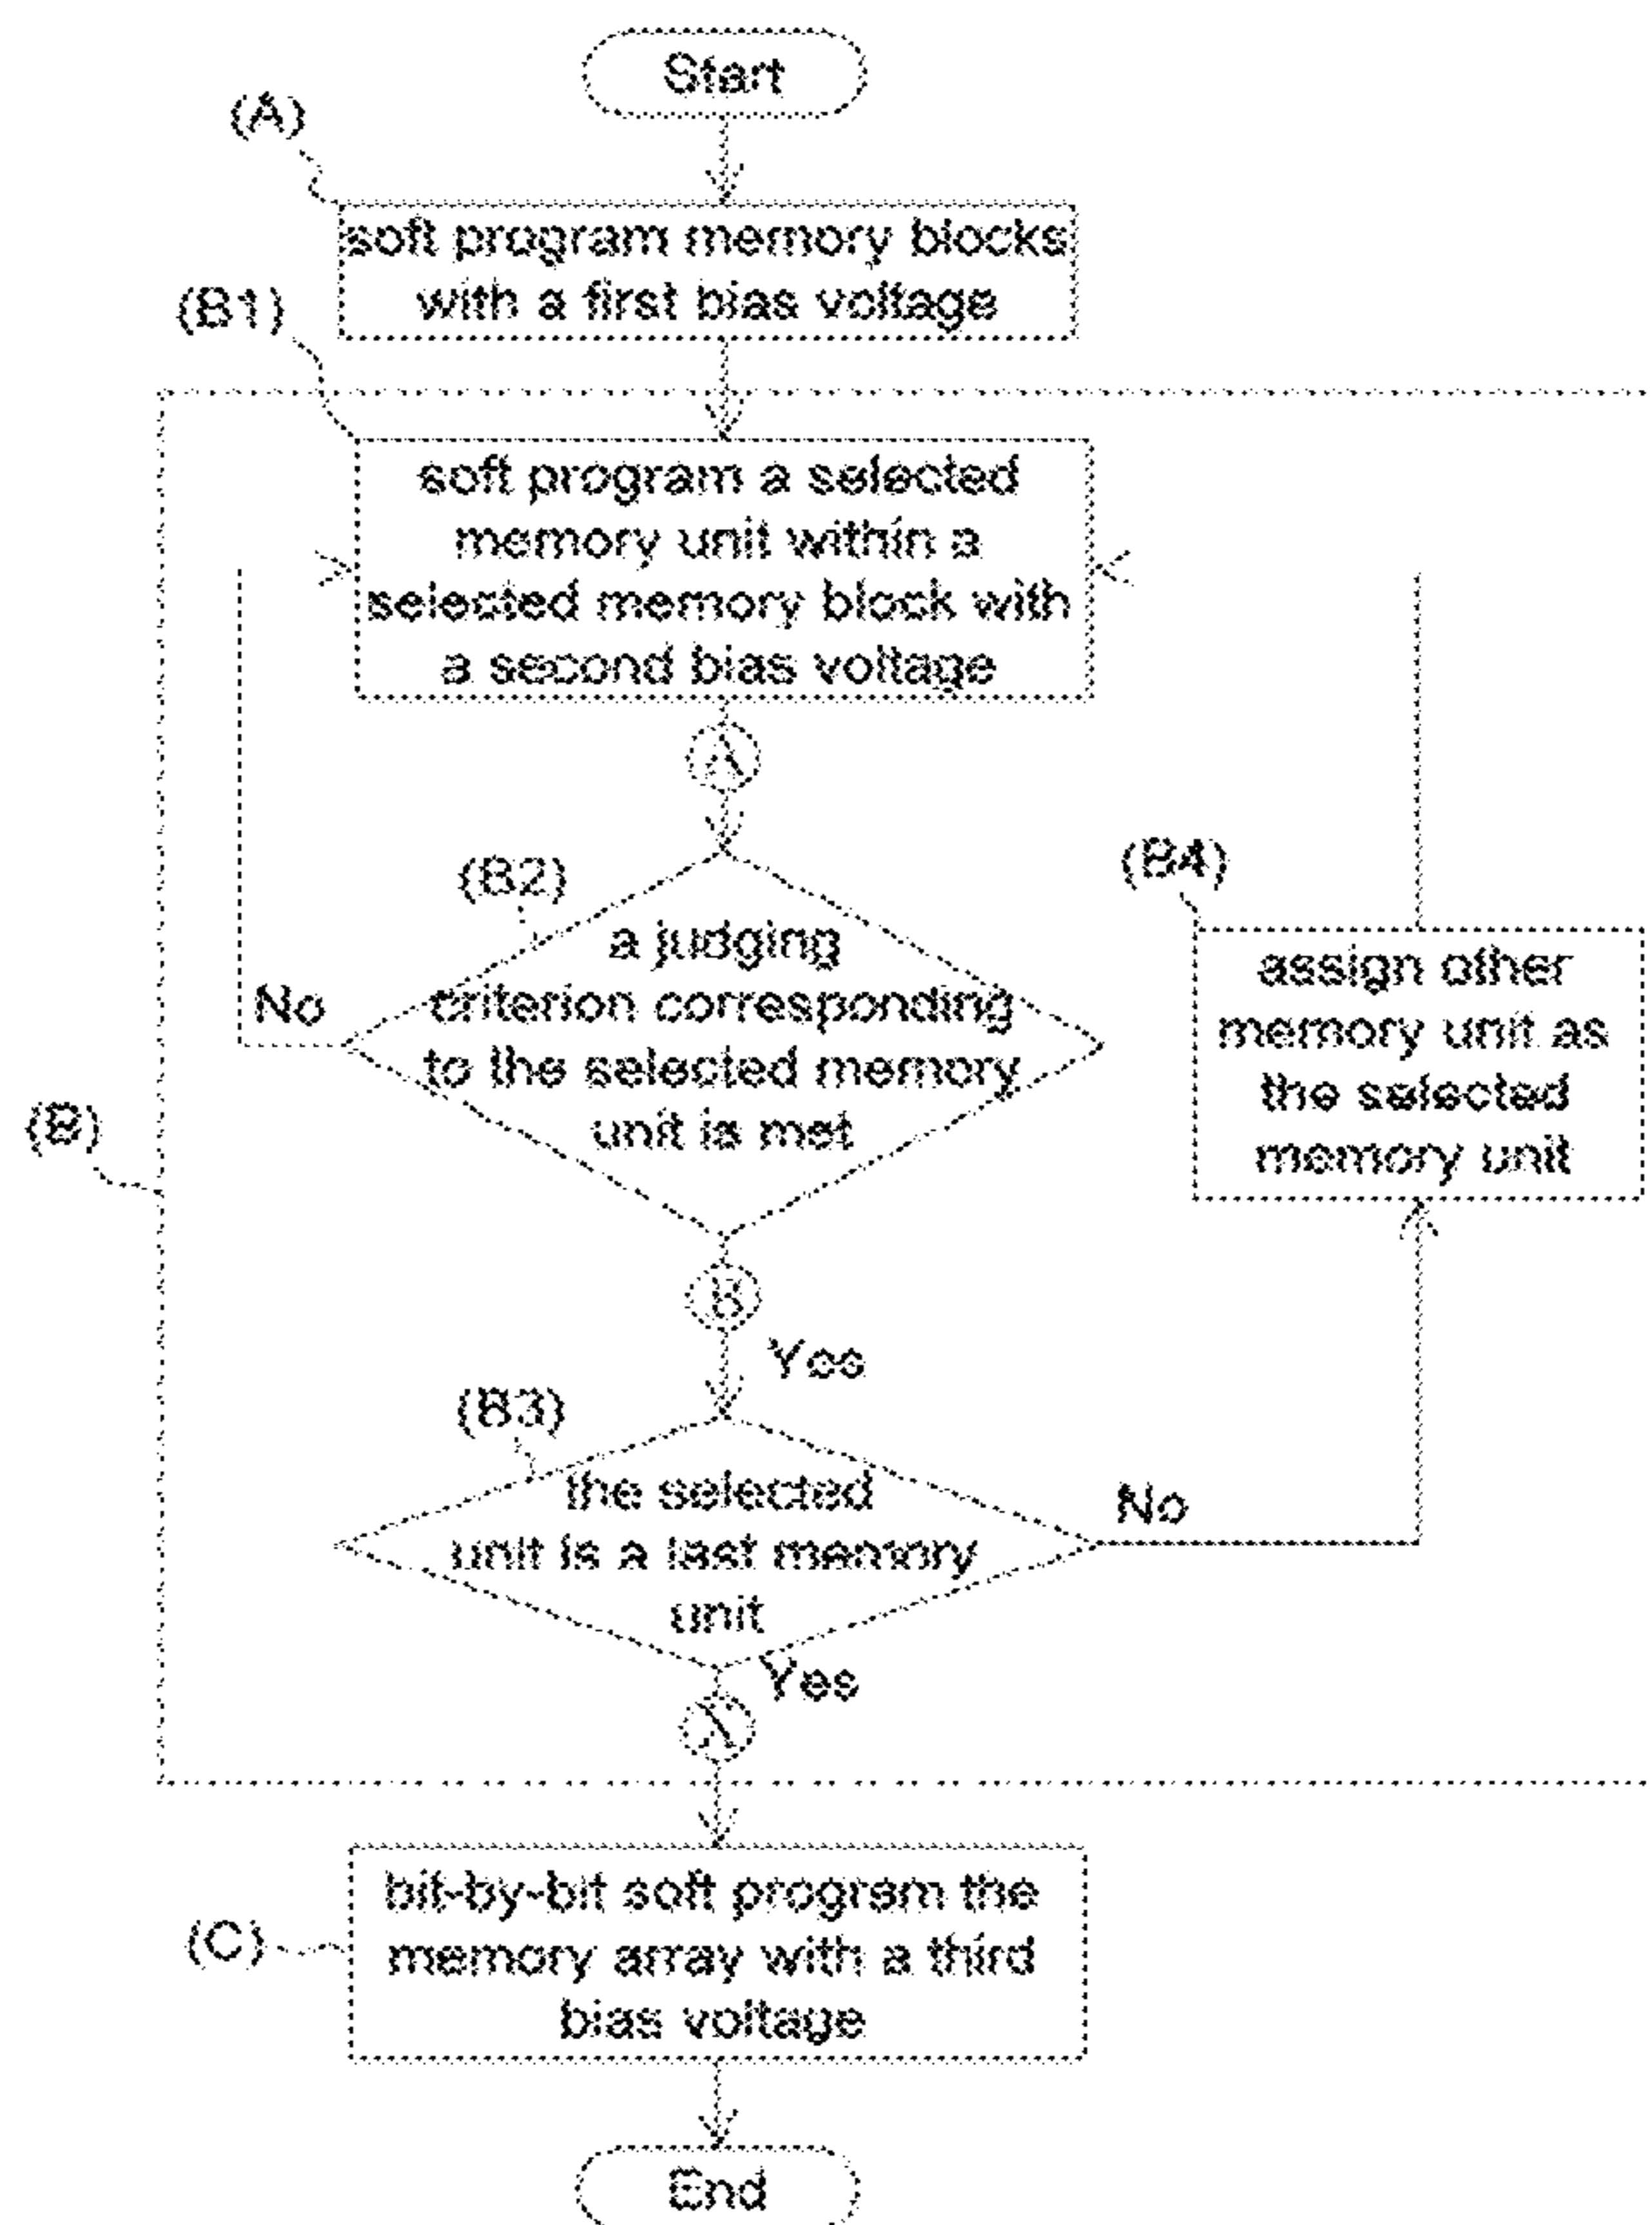 Start
(A)
soft program memory blocks
with a first bias voltage
(B1)
soft program a selected
memory unit within a
selected memory block with
a second bias voltage
A
(B2)
a judging
criterion corresponding
to the selected memory
unit is met
No
(B4)
assign other
memory unit as
the selected
memory unit
(B)
B
Yes
(B3)
the selected
unit is a last memory
unit
No
Yes
(C)
bit-by-bit soft program the
memory array with a third
bias voltage
End